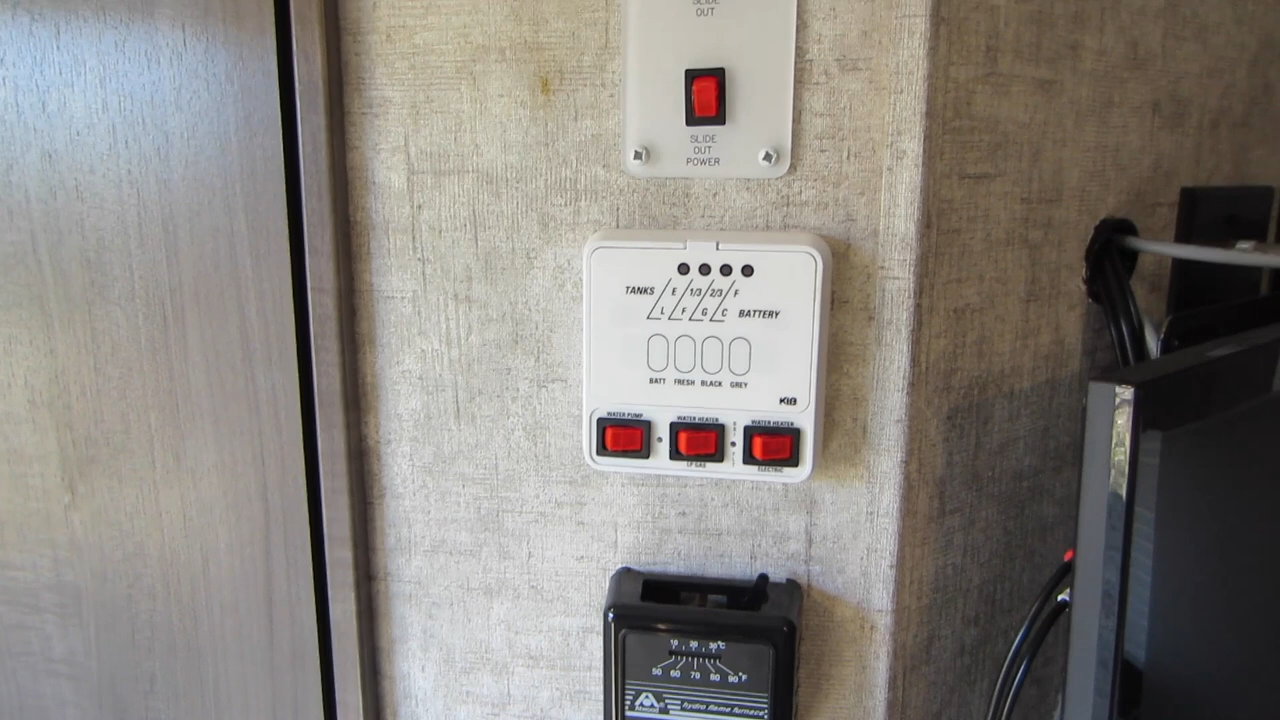 SLIDE
OUT
SLIDE
OUT
POWER
TANKS E 1/3 2/3 F
L F G C BATTERY
BATT FRESH BLACK GREY
KIB
WATER PUMP WATER HEATER WATER HEATER
LP GAS ELECTRIC
10 20 30°C
50 60 70 80 90°F
Atwood hydro flame furnace